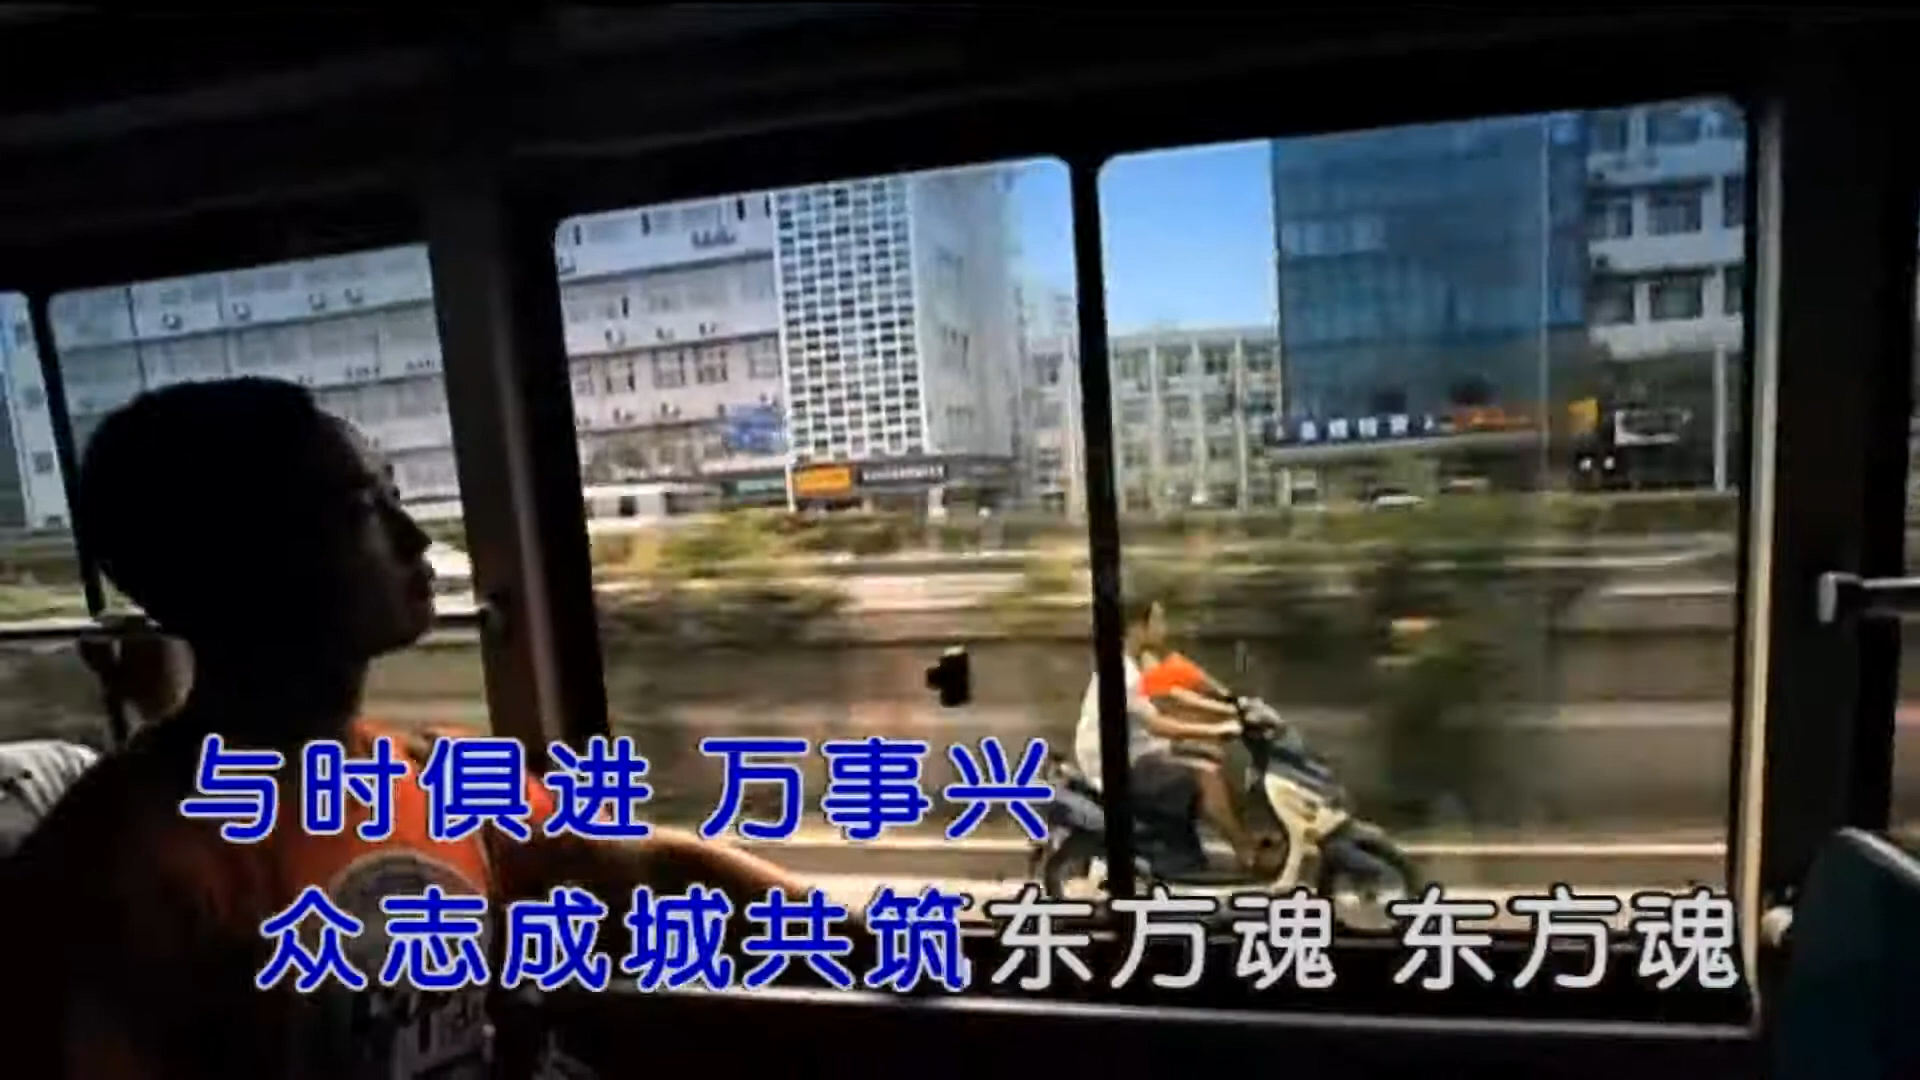 与时俱进 万事兴
众志成城共筑东方魂 东方魂